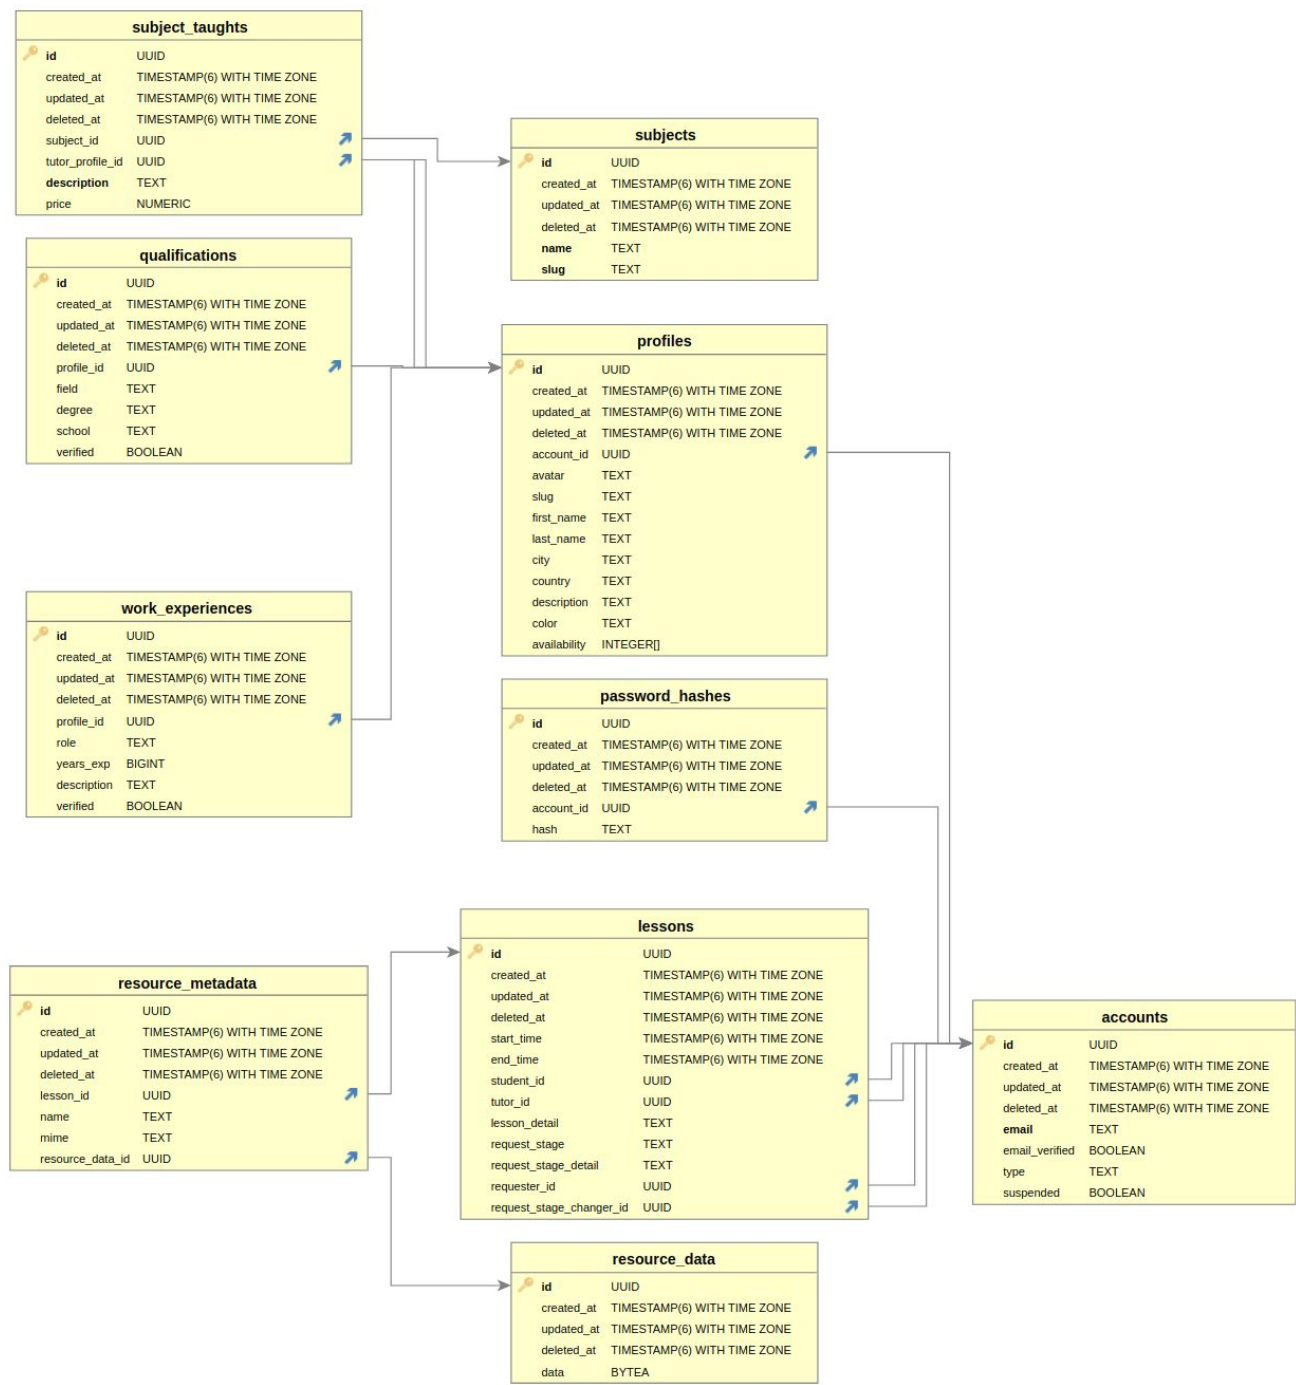 subject_taughts
id UUID
created_at TIMESTAMP(6) WITH TIME ZONE
updated_at TIMESTAMP(6) WITH TIME ZONE
deleted_at TIMESTAMP(6) WITH TIME ZONE
subject_id UUID
tutor_profile_id UUID
description TEXT
price NUMERIC
subjects
id UUID
created_at TIMESTAMP(6) WITH TIME ZONE
updated_at TIMESTAMP(6) WITH TIME ZONE
deleted_at TIMESTAMP(6) WITH TIME ZONE
name TEXT
slug TEXT
qualifications
id UUID
created_at TIMESTAMP(6) WITH TIME ZONE
updated_at TIMESTAMP(6) WITH TIME ZONE
deleted_at TIMESTAMP(6) WITH TIME ZONE
profile_id UUID
field TEXT
degree TEXT
school TEXT
verified BOOLEAN
profiles
id UUID
created_at TIMESTAMP(6) WITH TIME ZONE
updated_at TIMESTAMP(6) WITH TIME ZONE
deleted_at TIMESTAMP(6) WITH TIME ZONE
account_id UUID
avatar TEXT
slug TEXT
first_name TEXT
last_name TEXT
city TEXT
country TEXT
description TEXT
color TEXT
availability INTEGER[]
work_experiences
id UUID
created_at TIMESTAMP(6) WITH TIME ZONE
updated_at TIMESTAMP(6) WITH TIME ZONE
deleted_at TIMESTAMP(6) WITH TIME ZONE
profile_id UUID
role TEXT
years_exp BIGINT
description TEXT
verified BOOLEAN
password_hashes
id UUID
created_at TIMESTAMP(6) WITH TIME ZONE
updated_at TIMESTAMP(6) WITH TIME ZONE
deleted_at TIMESTAMP(6) WITH TIME ZONE
account_id UUID
hash TEXT
lessons
id UUID
created_at TIMESTAMP(6) WITH TIME ZONE
updated_at TIMESTAMP(6) WITH TIME ZONE
deleted_at TIMESTAMP(6) WITH TIME ZONE
start_time TIMESTAMP(6) WITH TIME ZONE
end_time TIMESTAMP(6) WITH TIME ZONE
student_id UUID
tutor_id UUID
lesson_detail TEXT
request_stage TEXT
request_stage_detail TEXT
requester_id UUID
request_stage_changer_id UUID
resource_metadata
id UUID
created_at TIMESTAMP(6) WITH TIME ZONE
updated_at TIMESTAMP(6) WITH TIME ZONE
deleted_at TIMESTAMP(6) WITH TIME ZONE
lesson_id UUID
name TEXT
mime TEXT
resource_data_id UUID
accounts
id UUID
created_at TIMESTAMP(6) WITH TIME ZONE
updated_at TIMESTAMP(6) WITH TIME ZONE
deleted_at TIMESTAMP(6) WITH TIME ZONE
email TEXT
email_verified BOOLEAN
type TEXT
suspended BOOLEAN
resource_data
id UUID
created_at TIMESTAMP(6) WITH TIME ZONE
updated_at TIMESTAMP(6) WITH TIME ZONE
deleted_at TIMESTAMP(6) WITH TIME ZONE
data BYTEA